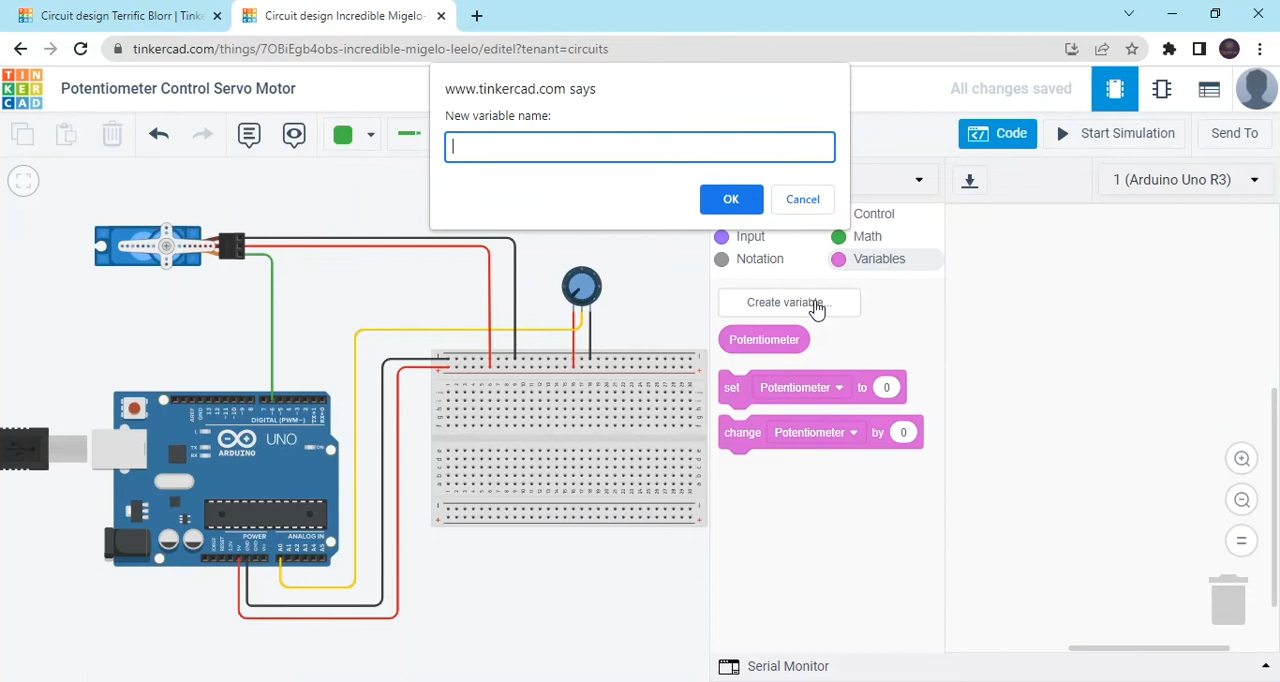 Circuit design Terrific Blorr | Tink
Circuit design Incredible Migelo-
tinkercad.com/things/7OBiEgb4obs-incredible-migelo-leelo/editel?tenant=circuits
TIN
KER
CAD
Potentiometer Control Servo Motor
www.tinkercad.com says
New variable name:
OK
Cancel
All changes saved
Code
Start Simulation
Send To
1 (Arduino Uno R3)
Control
Input
Math
Notation
Variables
Create variable...
Potentiometer
set Potentiometer to 0
change Potentiometer by 0
DIGITAL (PWM~)
UNO
ARDUINO
POWER
ANALOG IN
Serial Monitor